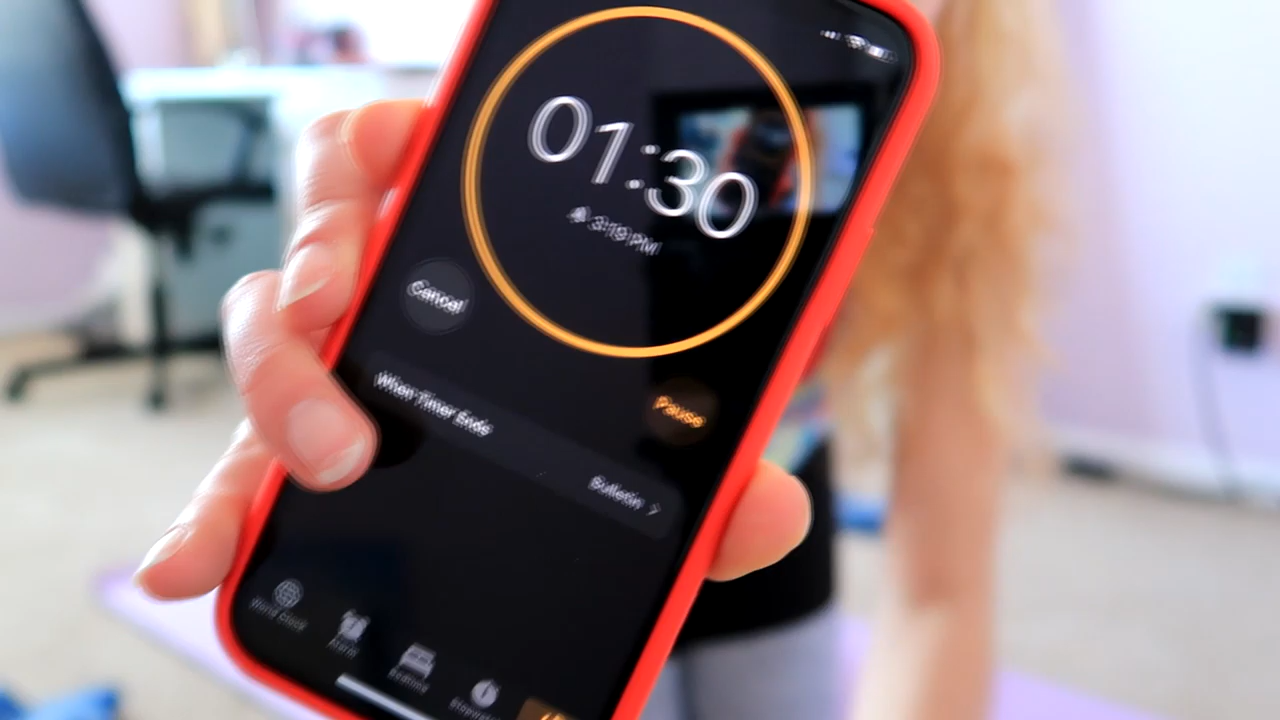 01:30
3:19 PM
Cancel
Pause
When Timer Ends
Bulletin
World Clock
Alarm
Bedtime
Stopwatch